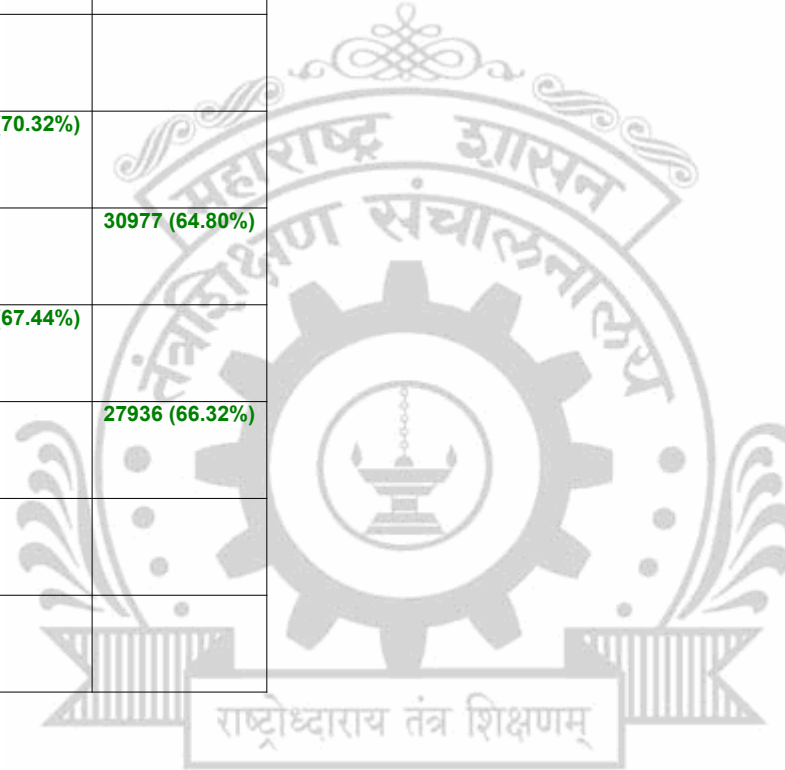 महाराष्ट्र शासन
70.32%)
तंत्रशिक्षण संचालनालय
30977 (64.80%)
67.44%)
27936 (66.32%)
राष्ट्रोध्दाराय तंत्र शिक्षणम्